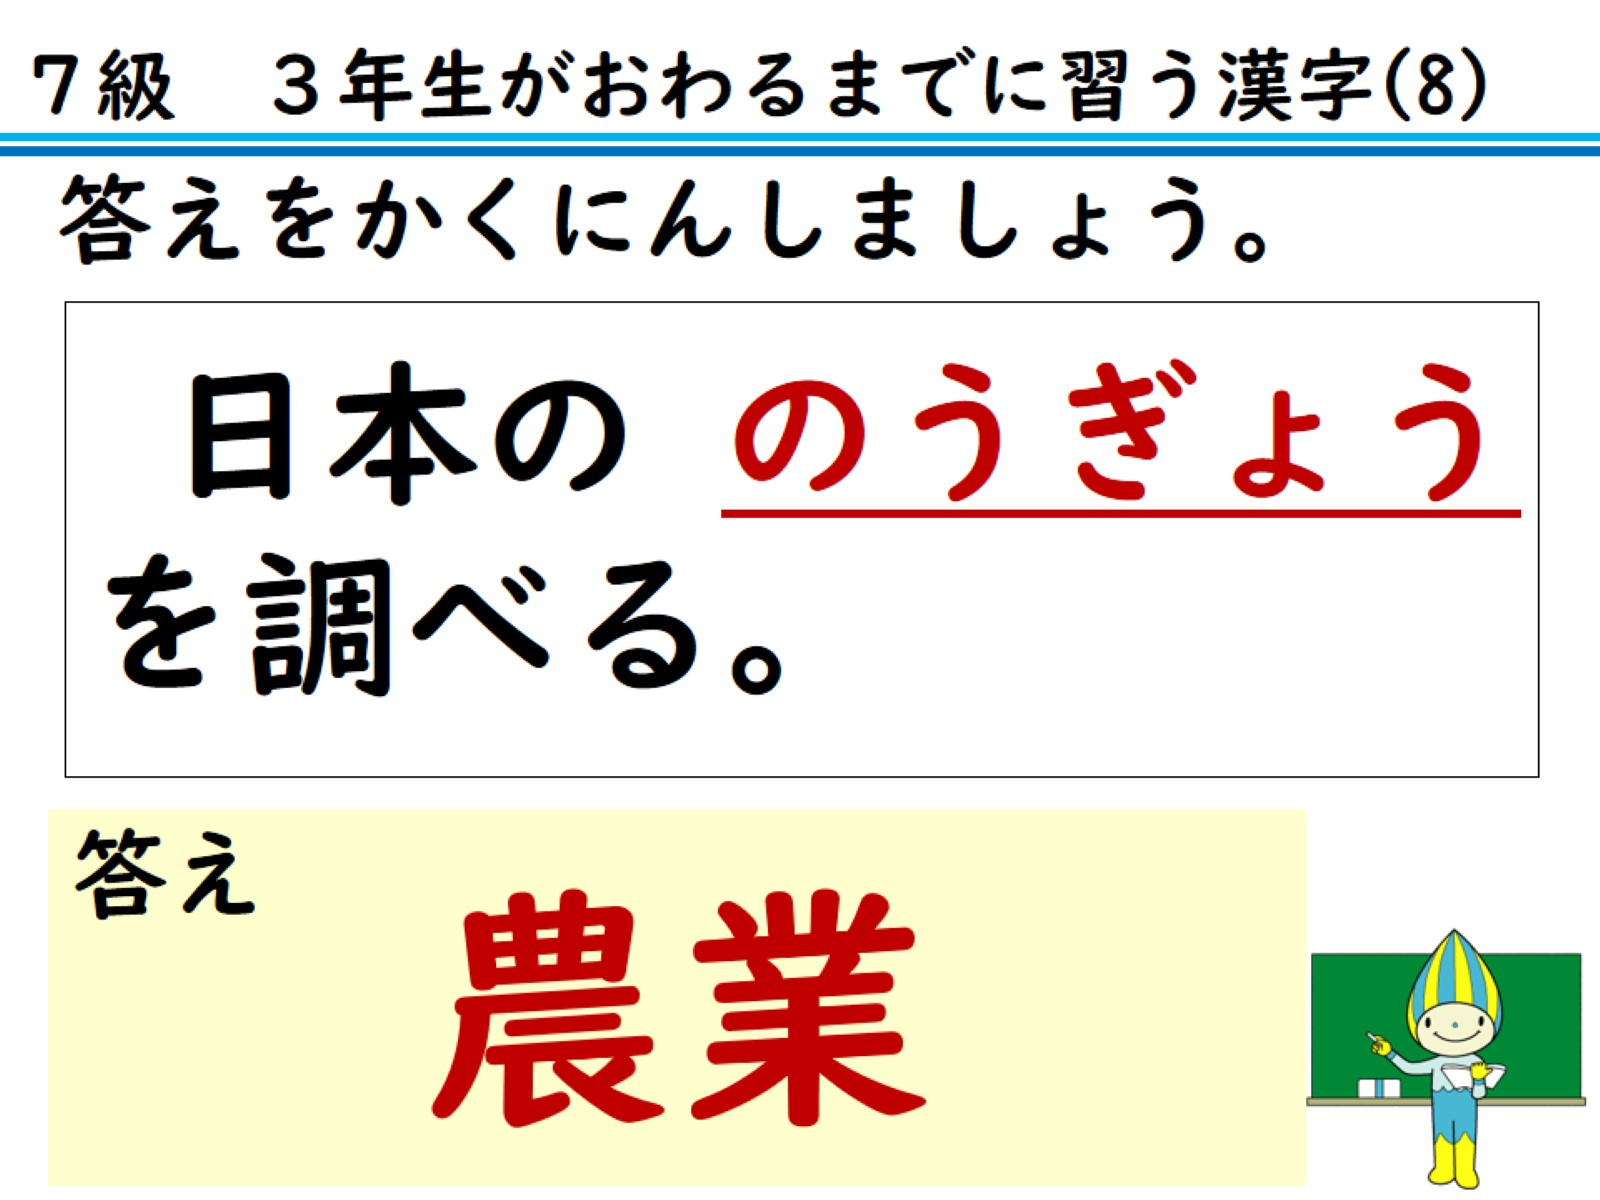 ７級　３年生がおわるまでに習う漢字(8)
答えをかくにんしましょう。
日本の のうぎょう
を調べる。
答え
農業